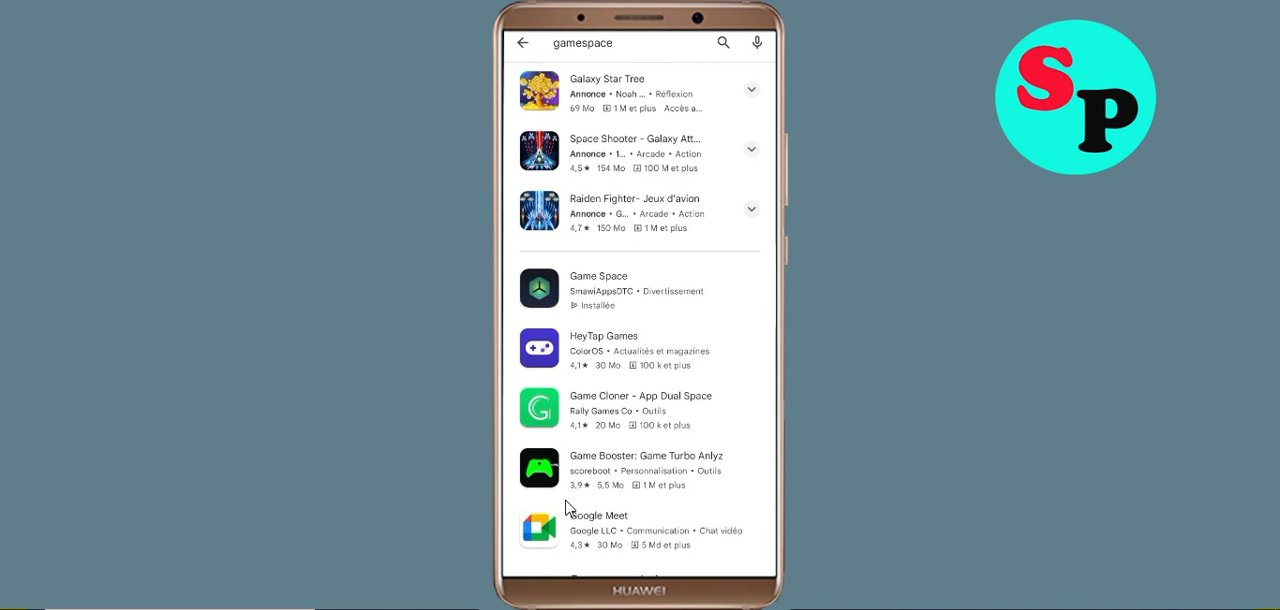 gamespace
SP
Galaxy Star Tree
Annonce • Noah ... • Réflexion
69 Mo 1 M et plus Accès a...
Space Shooter - Galaxy Att...
Annonce • 1... • Arcade • Action
4,5★ 154 Mo 100 M et plus
Raiden Fighter- Jeux d'avion
Annonce • G... • Arcade • Action
4,7★ 150 Mo 1 M et plus
Game Space
SmawiAppsDTC • Divertissement
Installée
HeyTap Games
ColorOS • Actualités et magazines
4,1★ 30 Mo 100 k et plus
Game Cloner - App Dual Space
Rally Games Co • Outils
4,1★ 20 Mo 100 k et plus
Game Booster: Game Turbo Anlyz
scoreboot • Personnalisation • Outils
3,9★ 5,5 Mo 1 M et plus
Google Meet
Google LLC • Communication • Chat vidéo
4,3★ 30 Mo 5 Md et plus
HUAWEI